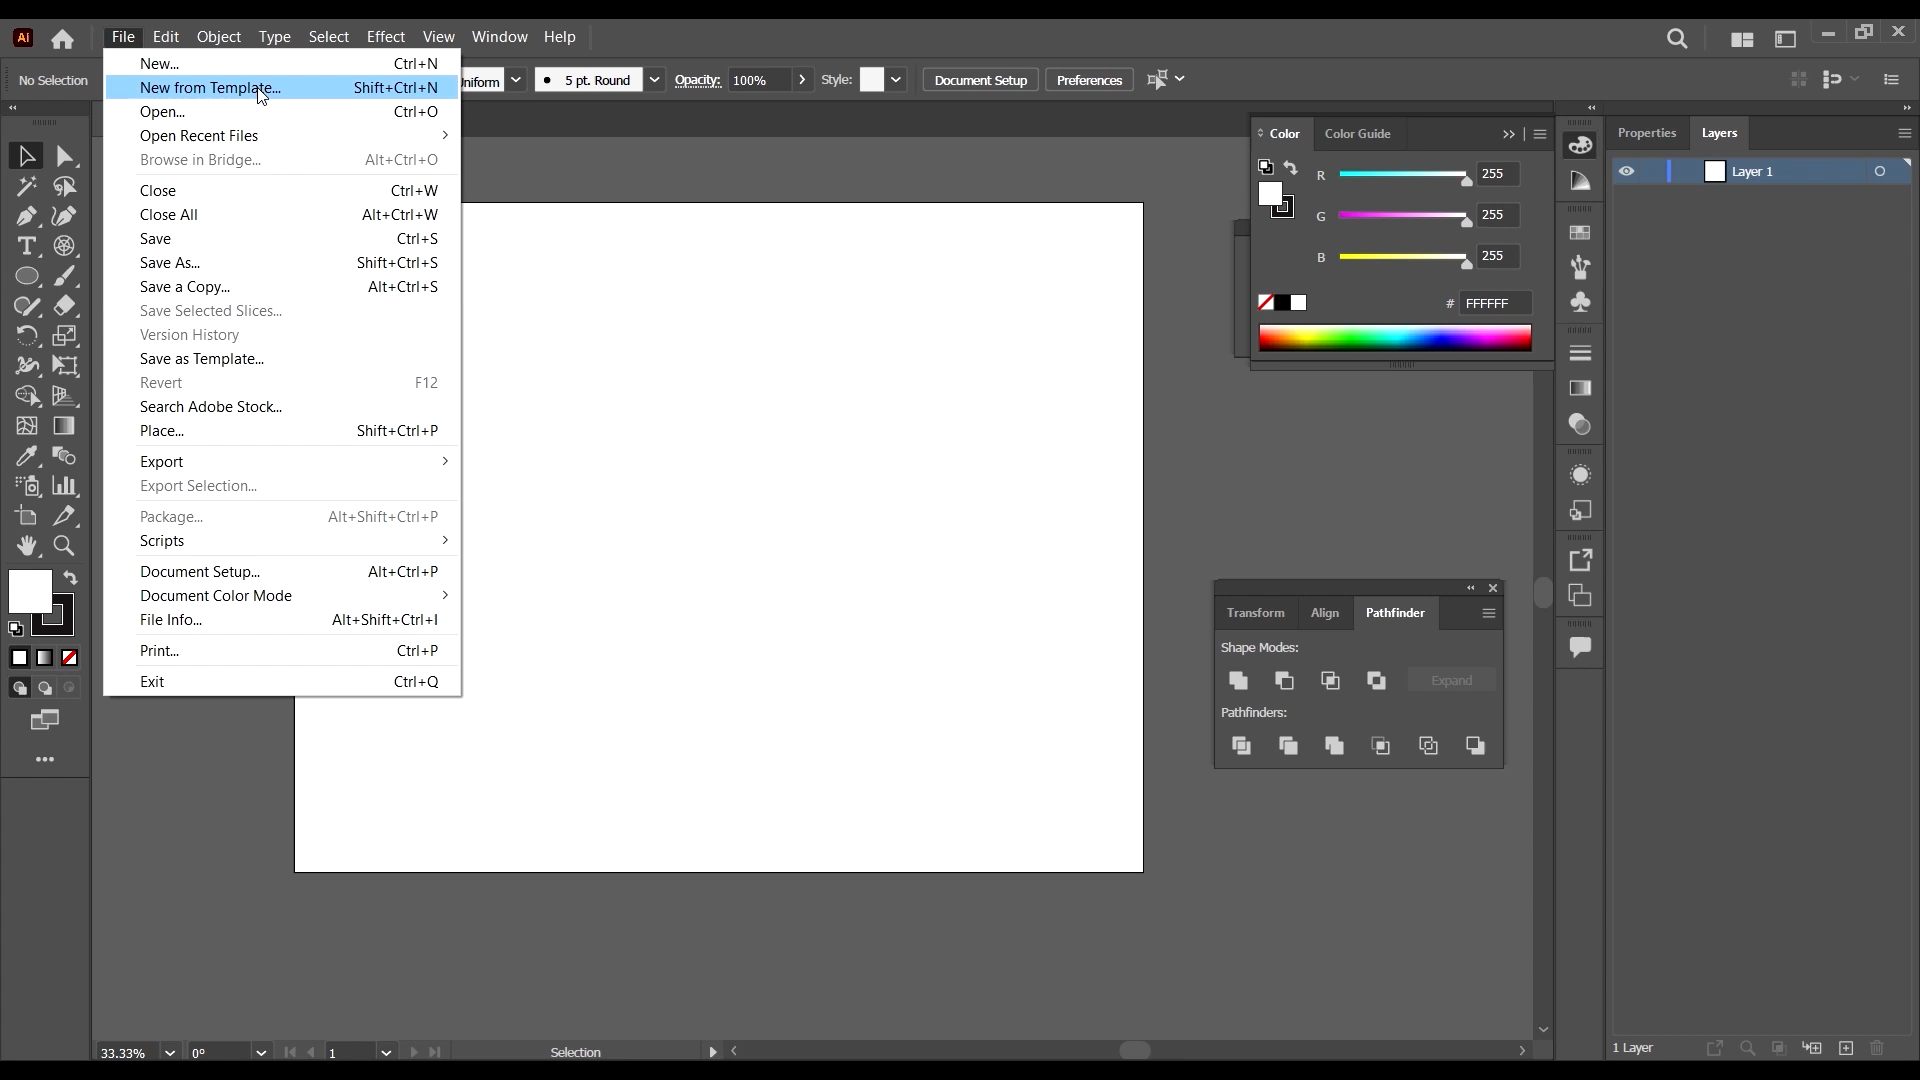 Ai File Edit Object Type Select Effect View Window Help
No Selection Uniform 5 pt. Round Opacity: 100% Style: Document Setup Preferences
New... Ctrl+N
New from Template... Shift+Ctrl+N
Open... Ctrl+O
Open Recent Files
Browse in Bridge... Alt+Ctrl+O
Close Ctrl+W
Close All Alt+Ctrl+W
Save Ctrl+S
Save As... Shift+Ctrl+S
Save a Copy... Alt+Ctrl+S
Save Selected Slices...
Version History
Save as Template...
Revert F12
Search Adobe Stock...
Place... Shift+Ctrl+P
Export
Export Selection...
Package... Alt+Shift+Ctrl+P
Scripts
Document Setup... Alt+Ctrl+P
Document Color Mode
File Info... Alt+Shift+Ctrl+I
Print... Ctrl+P
Exit Ctrl+Q
Color Color Guide
R 255
G 255
B 255
# FFFFFF
Transform Align Pathfinder
Shape Modes:
Expand
Pathfinders:
Properties Layers
Layer 1
33.33% 0° 1 Selection
1 Layer